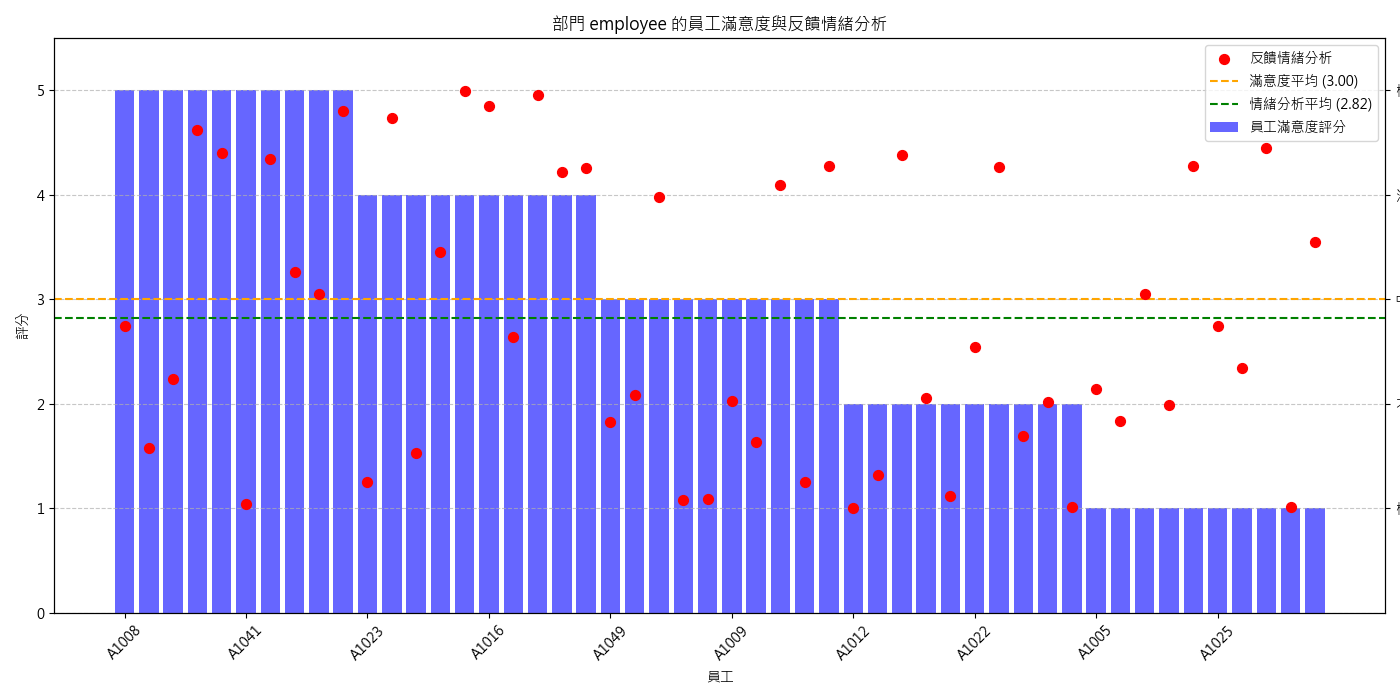 部門 employee 的員工滿意度與反饋情緒分析
反饋情緒分析
滿意度平均 (3.00)
情緒分析平均 (2.82)
員工滿意度評分
5
4
3
2
1
0
評分
A1008
A1041
A1023
A1016
A1049
A1009
A1012
A1022
A1005
A1025
員工